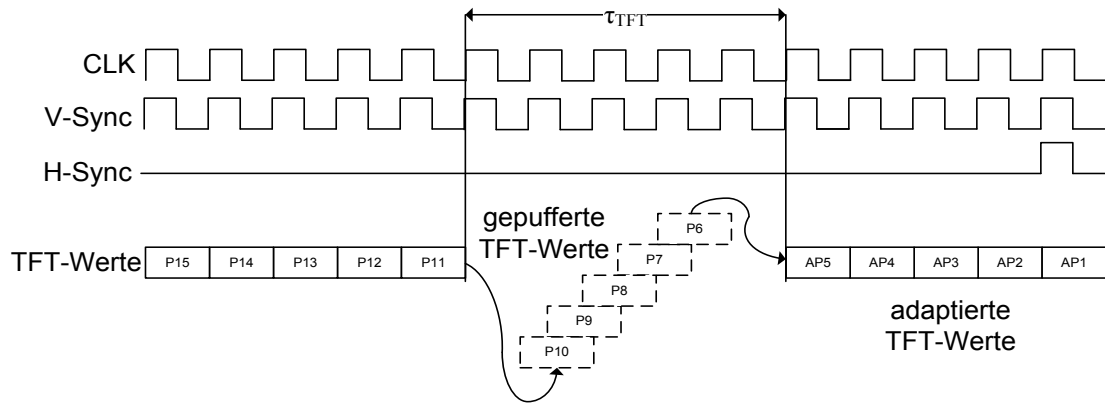 τTFT
CLK
V-Sync
H-Sync
gepufferte
TFT-Werte
P6
P7
P8
P9
P10
TFT-Werte
P15 P14 P13 P12 P11
AP5 AP4 AP3 AP2 AP1
adaptierte
TFT-Werte